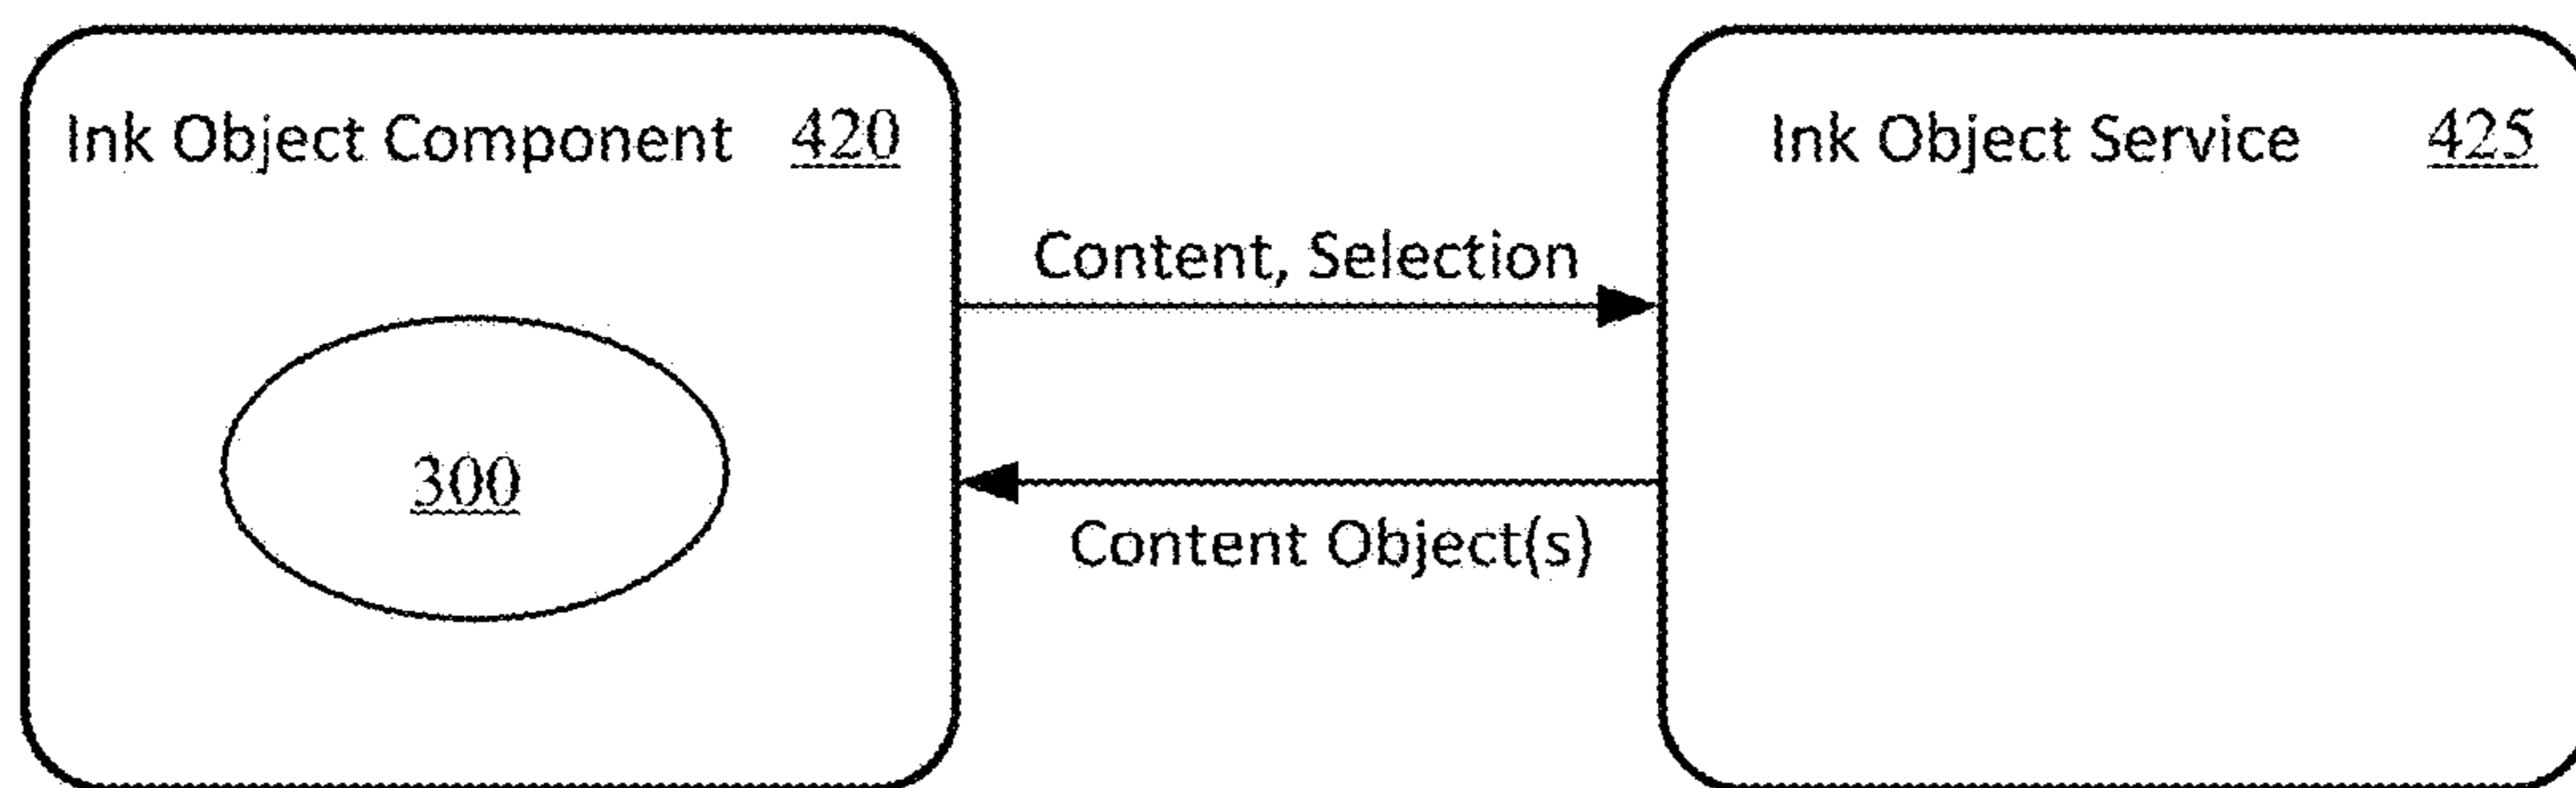 Ink Object Component 420
Ink Object Service 425
Content, Selection
300
Content Object(s)